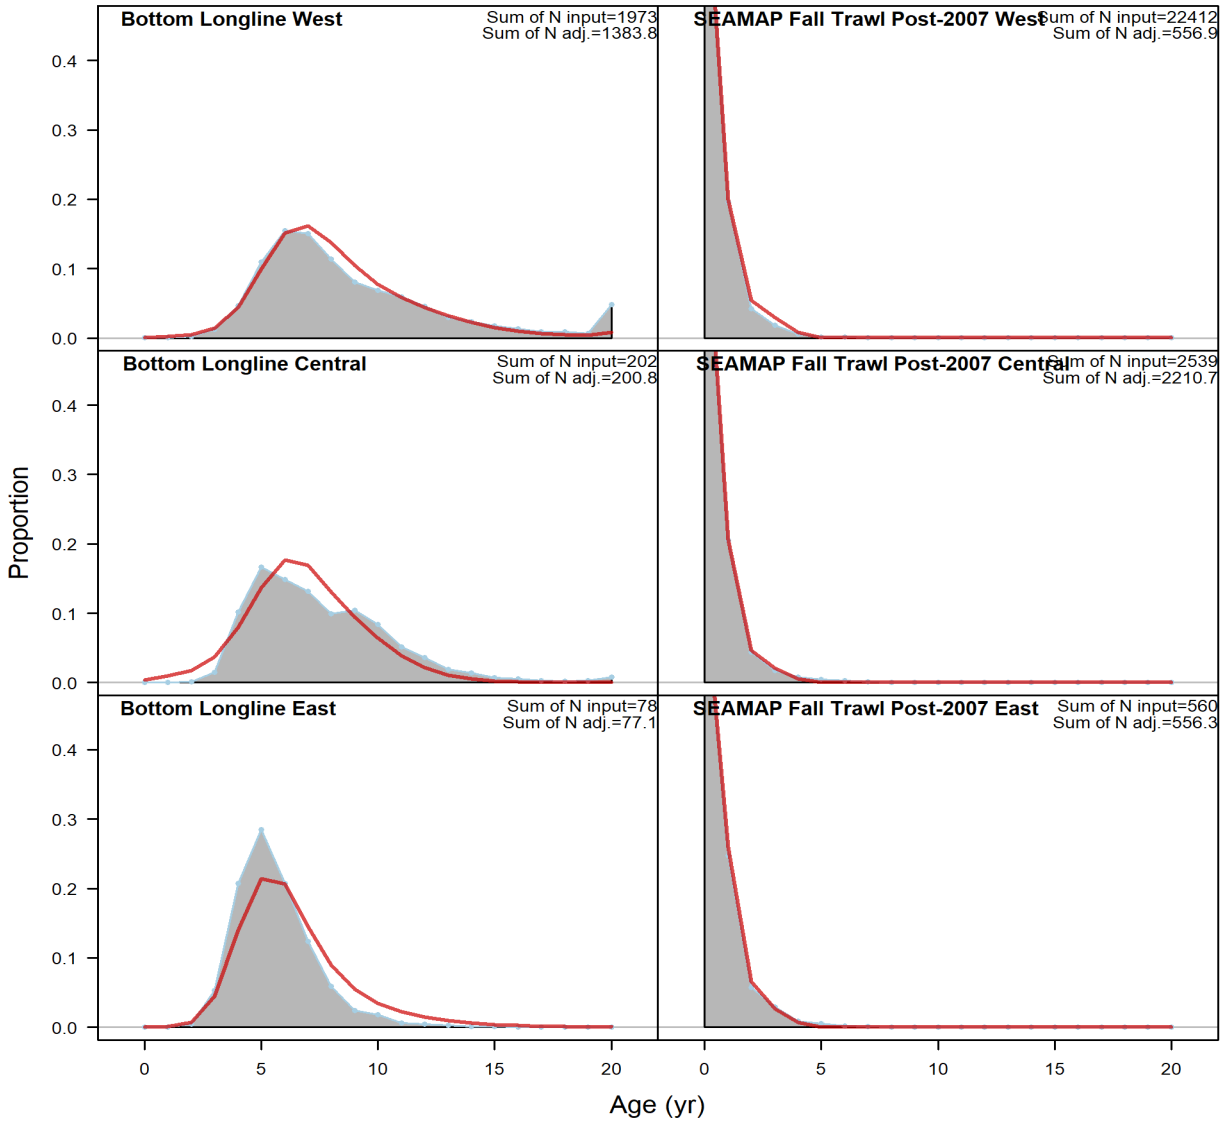 Bottom Longline West
Sum of N input=1973
Sum of N adj.=1383.8
SEAMAP Fall Trawl Post-2007 West
Sum of N input=22412
Sum of N adj.=556.9
0.4
0.3
0.2
0.1
0.0
Bottom Longline Central
Sum of N input=202
Sum of N adj.=200.8
SEAMAP Fall Trawl Post-2007 Central
Sum of N input=2539
Sum of N adj.=2210.7
0.4
0.3
0.2
0.1
0.0
Bottom Longline East
Sum of N input=78
Sum of N adj.=77.1
SEAMAP Fall Trawl Post-2007 East
Sum of N input=560
Sum of N adj.=556.3
0.4
0.3
0.2
0.1
0.0
Proportion
0 5 10 15 20
0 5 10 15 20
Age (yr)